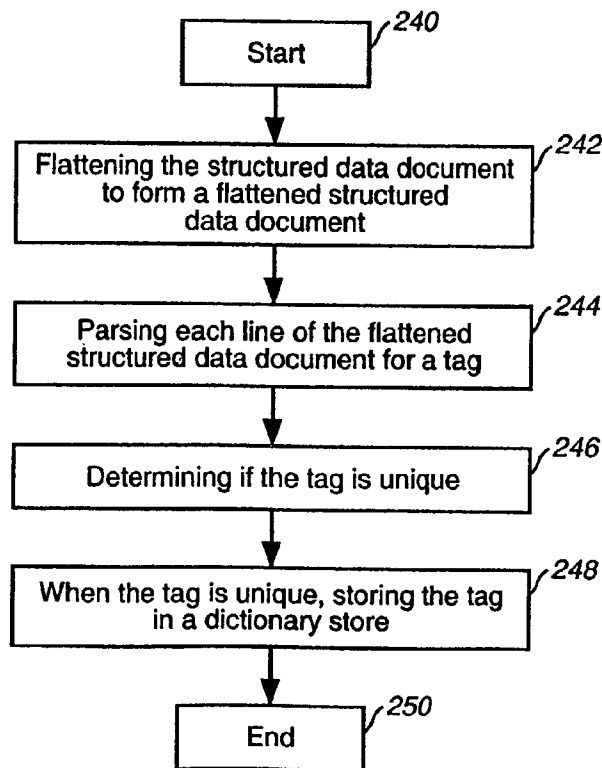 240
Start
242
Flattening the structured data document
to form a flattened structured
data document
244
Parsing each line of the flattened
structured data document for a tag
246
Determining if the tag is unique
248
When the tag is unique, storing the tag
in a dictionary store
250
End